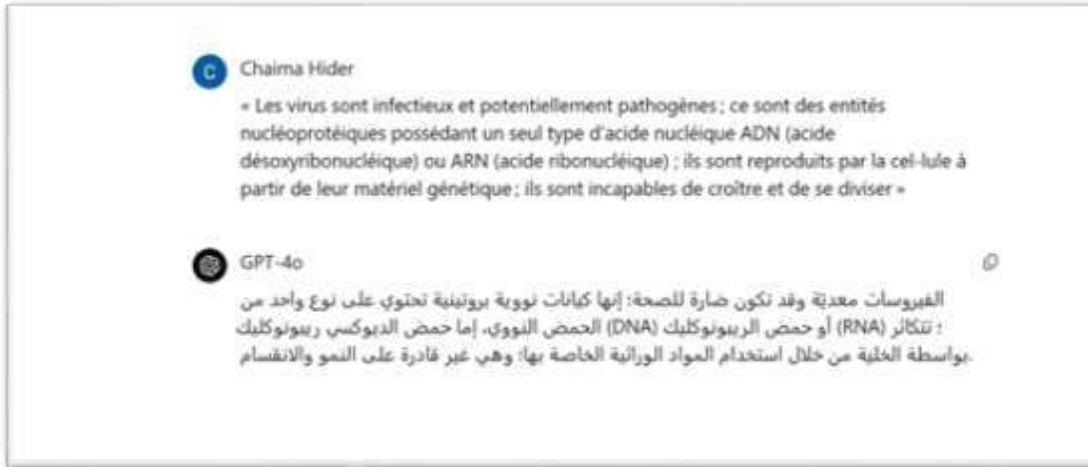 C
Chaima Hider
« Les virus sont infectieux et potentiellement pathogènes ; ce sont des entités
nucléoprotéiques possédant un seul type d'acide nucléique ADN (acide
désoxyribonucléique) ou ARN (acide ribonucléique) ; ils sont reproduits par la cel-lule à
partir de leur matériel génétique ; ils sont incapables de croître et de se diviser »
GPT-4o
الفيروسات معديّة وقد تكون ضارة للصحة؛ إنها كيانات نووية بروتينية تحتوي على نوع واحد من
؛ تتكاثر (RNA) أو حمض الريبونوكليك (DNA) الحمض النووي، إما حمض الديوكسي ريبونوكليك
.بواسطة الخلية من خلال استخدام المواد الوراثية الخاصة بها؛ وهي غير قادرة على النمو والانقسام